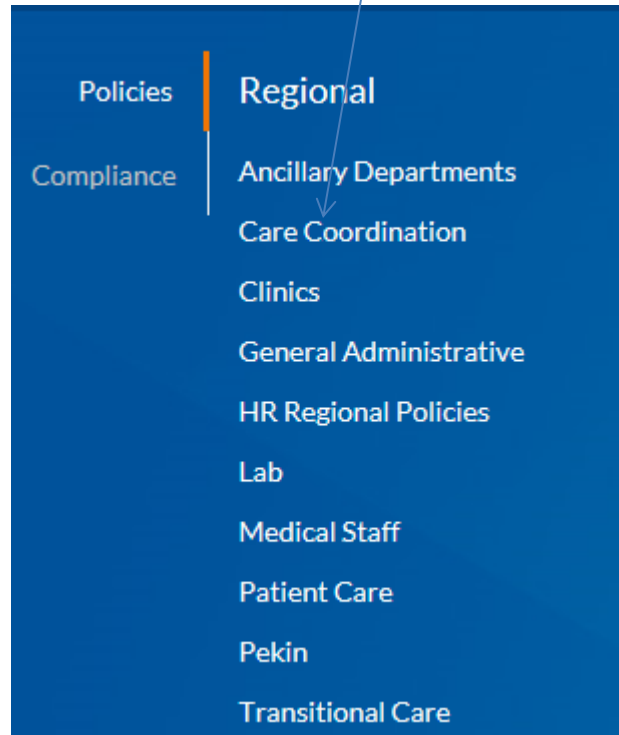 Policies
Compliance
Regional
Ancillary Departments
Care Coordination
Clinics
General Administrative
HR Regional Policies
Lab
Medical Staff
Patient Care
Pekin
Transitional Care